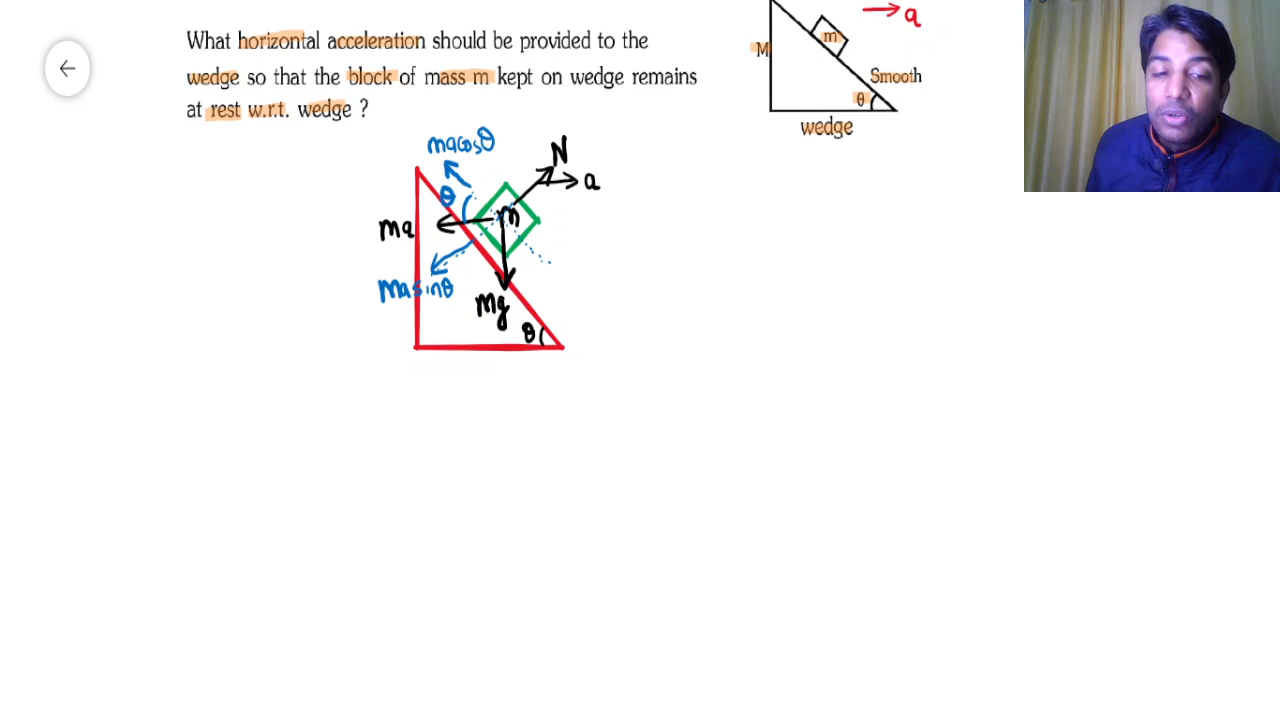 What horizontal acceleration should be provided to the
wedge so that the block of mass m kept on wedge remains
at rest w.r.t. wedge ?
a
m
M
Smooth
θ
wedge
macosθ
N
a
θ
m
ma
masinθ
mg
θ